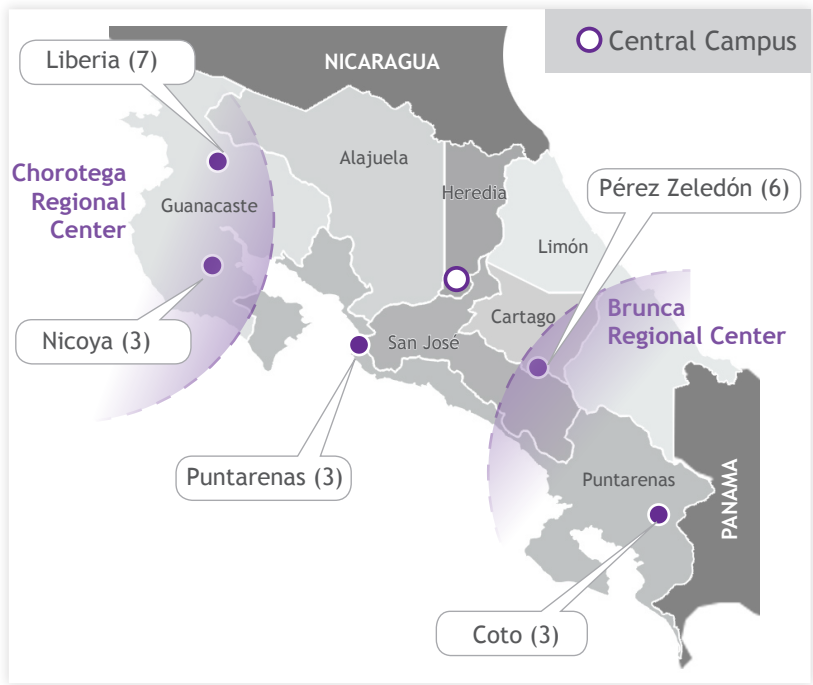 Central Campus
Liberia (7)
NICARAGUA
Alajuela
Chorotega
Regional
Center
Guanacaste
Heredia
Pérez Zeledón (6)
Limón
Nicoya (3)
San José
Cartago
Brunca
Regional Center
Puntarenas (3)
Puntarenas
PANAMA
Coto (3)